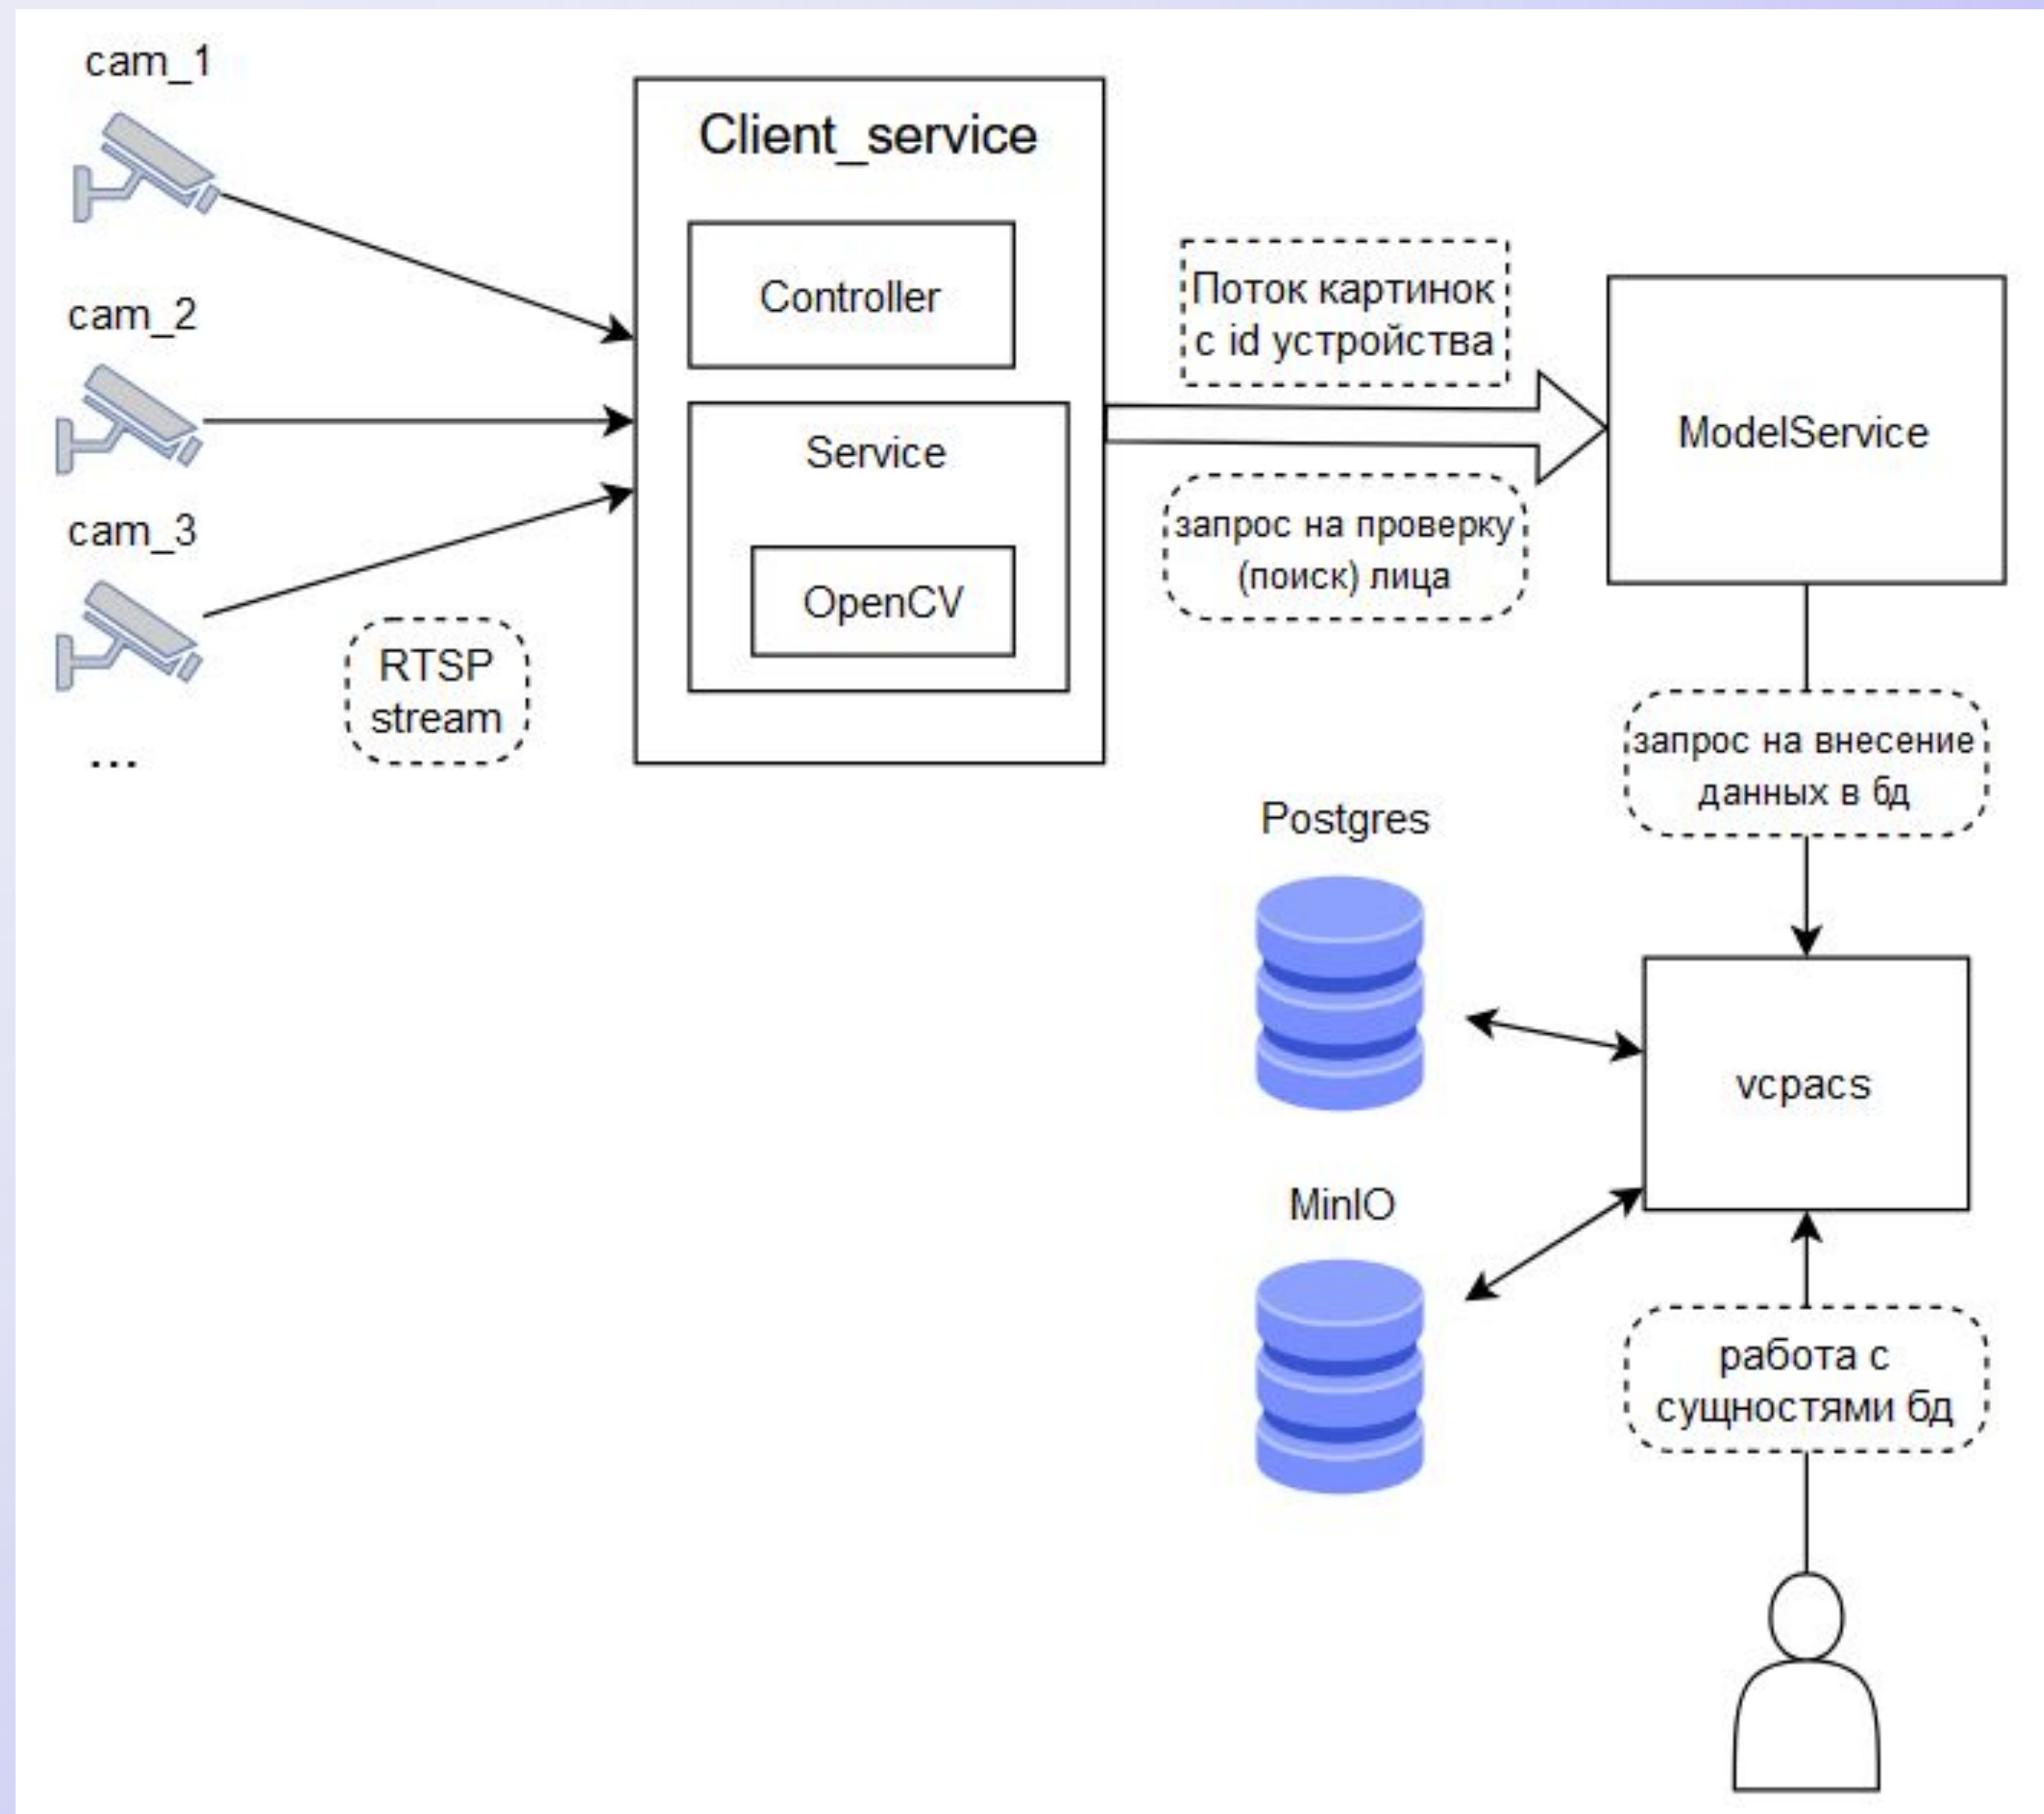 cam_1
cam_2
cam_3
...
RTSP
stream
Client_service
Controller
Service
OpenCV
Поток картинок
с id устройства
запрос на проверку
(поиск) лица
ModelService
запрос на внесение
данных в бд
Postgres
MinIO
vcpacs
работа с
сущностями бд